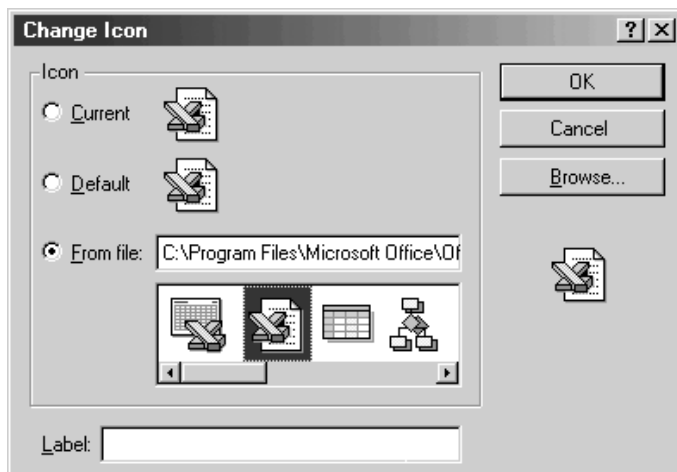 Change Icon
Icon
Current
Default
From file: C:\Program Files\Microsoft Office\Of
Label:
OK
Cancel
Browse...